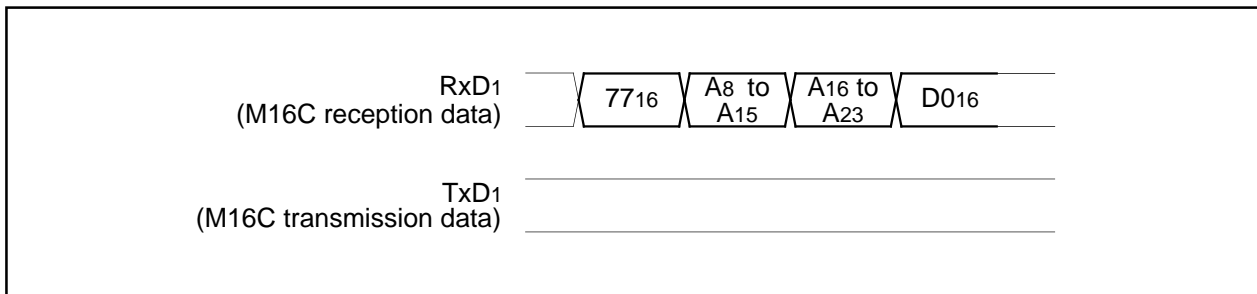 RxD1
(M16C reception data)
7716
A8 to
A15
A16 to
A23
D016
TxD1
(M16C transmission data)